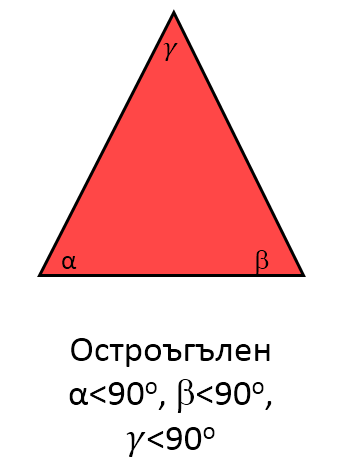 γ
α β
Остроъгълен
α<90º, β<90º,
γ<90º